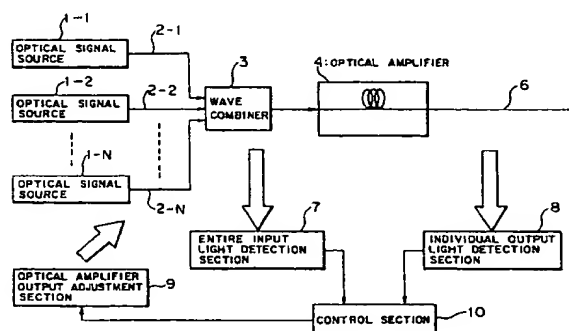 1-1
OPTICAL SIGNAL
SOURCE
2-1
1-2
OPTICAL SIGNAL
SOURCE
2-2
1-N
OPTICAL SIGNAL
SOURCE
2-N
3
WAVE
COMBINER
4:OPTICAL AMPLIFIER
6
7
ENTIRE INPUT
LIGHT DETECTION
SECTION
8
INDIVIDUAL OUTPUT
LIGHT DETECTION
SECTION
OPTICAL AMPLIFIER
OUTPUT ADJUSTMENT
SECTION
9
CONTROL SECTION
10